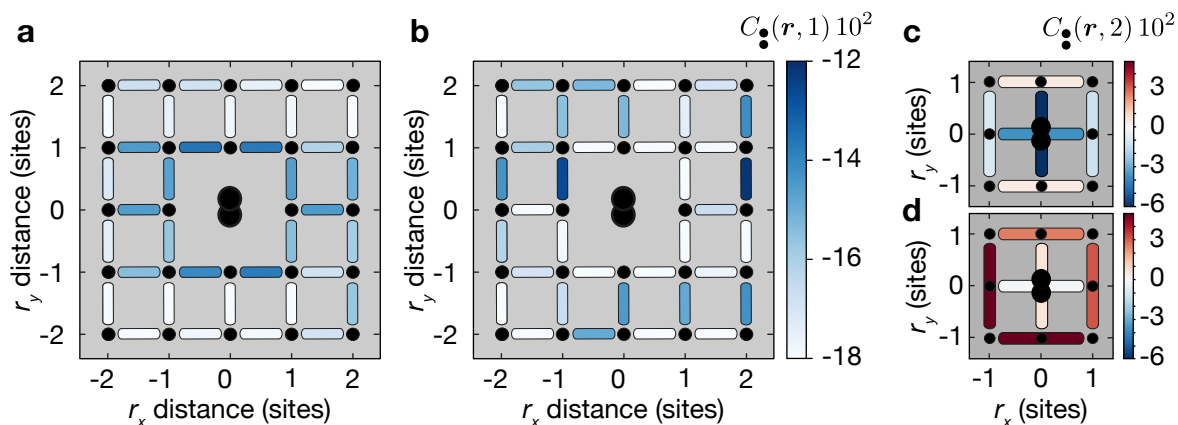 a b C●●(r, 1) 10² c C●●(r, 2) 10²
2
1
0
-1
-2
r_y distance (sites)
-2 -1 0 1 2
r_x distance (sites)
2
1
0
-1
-2
r_y distance (sites)
-2 -1 0 1 2
r_x distance (sites)
-12
-14
-16
-18
1
0
-1
r_y (sites)
3
0
-3
-6
d
1
0
-1
r_y (sites)
3
0
-3
-6
-1 0 1
r_x (sites)